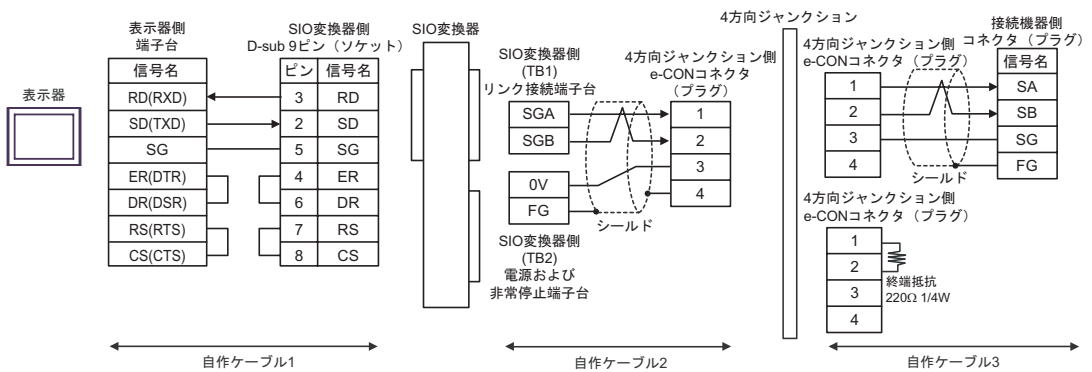 表示器
表示器側
端子台
信号名
RD(RXD)
SD(TXD)
SG
ER(DTR)
DR(DSR)
RS(RTS)
CS(CTS)
SIO変換器側
D-sub 9ピン（ソケット）
ピン 信号名
3 RD
2 SD
5 SG
4 ER
6 DR
7 RS
8 CS
自作ケーブル1
SIO変換器
SIO変換器側
(TB1)
リンク接続端子台
SGA
SGB
0V
FG
SIO変換器側
(TB2)
電源および
非常停止端子台
シールド
4方向ジャンクション側
e-CONコネクタ
（プラグ）
1
2
3
4
自作ケーブル2
4方向ジャンクション
4方向ジャンクション側
e-CONコネクタ（プラグ）
1
2
3
4
シールド
接続機器側
コネクタ（プラグ）
信号名
SA
SB
SG
FG
4方向ジャンクション側
e-CONコネクタ（プラグ）
1
2
3
4
終端抵抗
220Ω 1/4W
自作ケーブル3